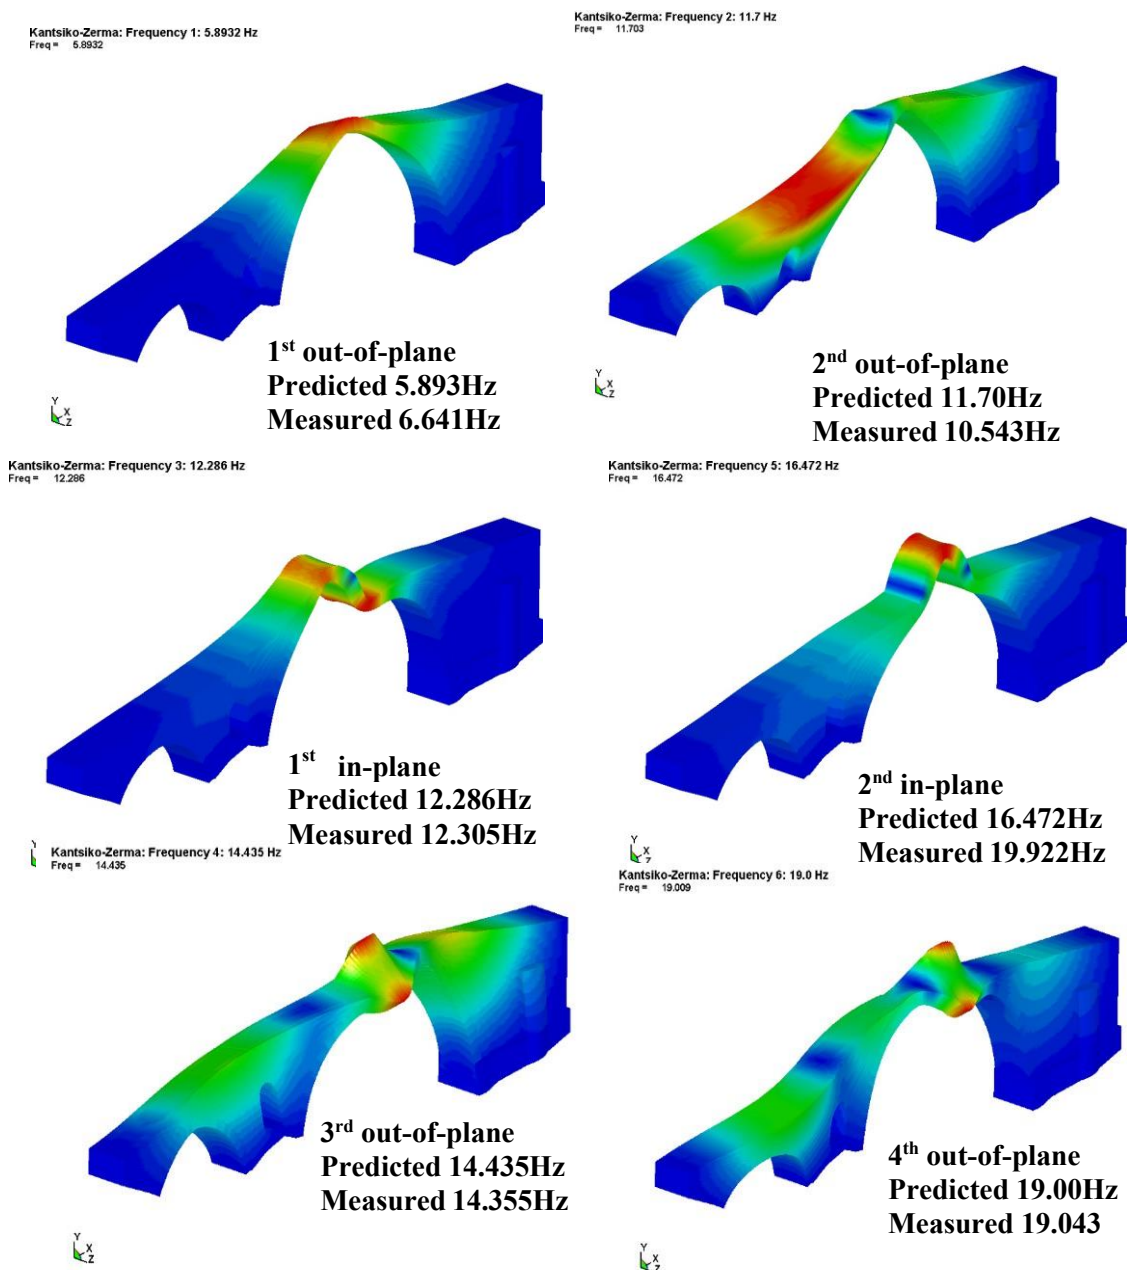 Kantsiko-Zerma: Frequency 1: 5.8932 Hz
Freq = 5.8932
1st out-of-plane
Predicted 5.893Hz
Measured 6.641Hz
Y
X
Z
Kantsiko-Zerma: Frequency 2: 11.7 Hz
Freq = 11.703
2nd out-of-plane
Predicted 11.70Hz
Measured 10.543Hz
Y
X
Z
Kantsiko-Zerma: Frequency 3: 12.286 Hz
Freq = 12.286
1st in-plane
Predicted 12.286Hz
Measured 12.305Hz
Kantsiko-Zerma: Frequency 5: 16.472 Hz
Freq = 16.472
2nd in-plane
Predicted 16.472Hz
Measured 19.922Hz
Y
X
Z
Kantsiko-Zerma: Frequency 4: 14.435 Hz
Freq = 14.435
3rd out-of-plane
Predicted 14.435Hz
Measured 14.355Hz
Y
X
Z
Kantsiko-Zerma: Frequency 6: 19.0 Hz
Freq = 19.009
4th out-of-plane
Predicted 19.00Hz
Measured 19.043
Y
X
Z